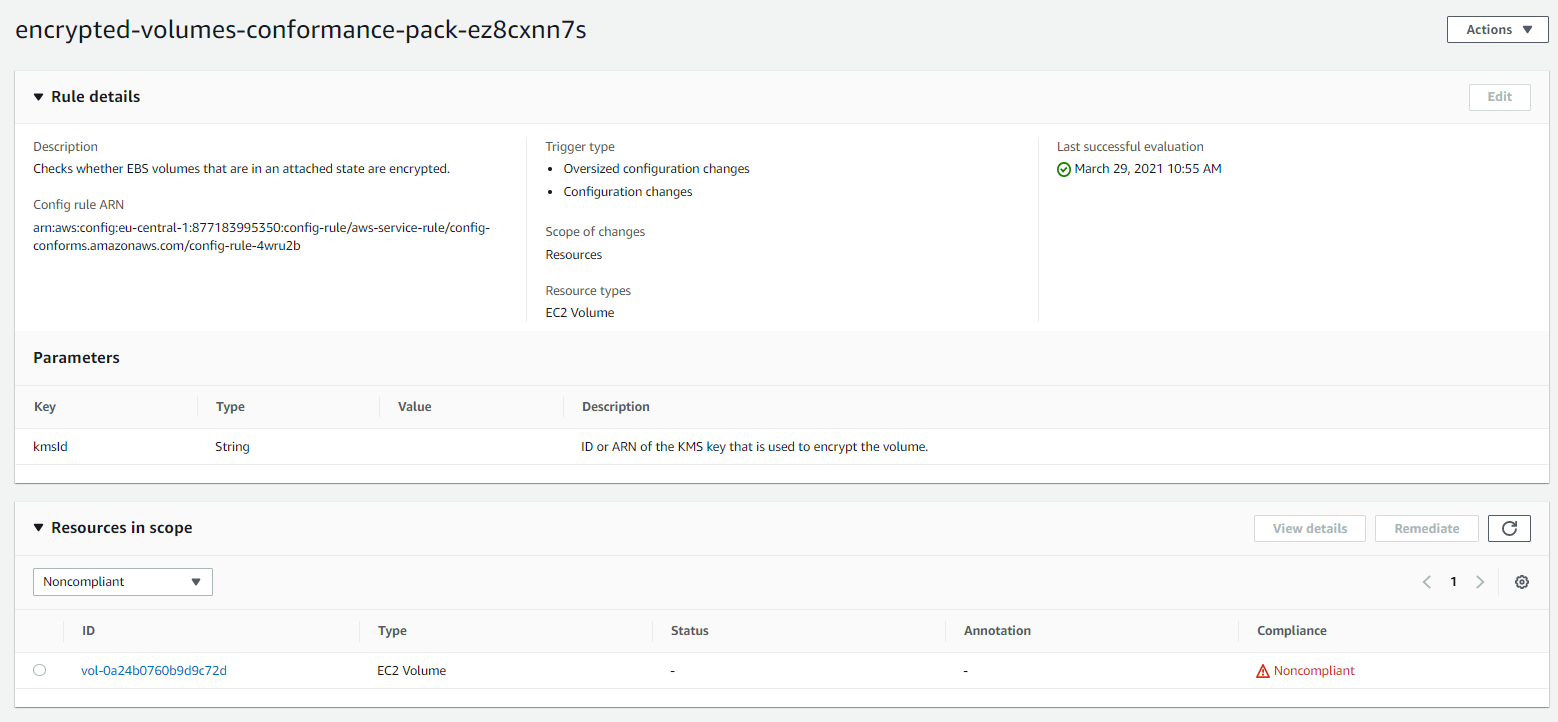 encrypted-volumes-conformance-pack-ez8cxnn7s
Actions
Rule details
Edit
Description
Checks whether EBS volumes that are in an attached state are encrypted.
Config rule ARN
arn:aws:config:eu-central-1:877183995350:config-rule/aws-service-rule/config-
conforms.amazonaws.com/config-rule-4wru2b
Trigger type
Oversized configuration changes
Configuration changes
Scope of changes
Resources
Resource types
EC2 Volume
Last successful evaluation
March 29, 2021 10:55 AM
Parameters
Key Type Value Description
kmsId String ID or ARN of the KMS key that is used to encrypt the volume.
Resources in scope
View details Remediate
Noncompliant
1
ID Type Status Annotation Compliance
vol-0a24b0760b9d9c72d EC2 Volume - - Noncompliant